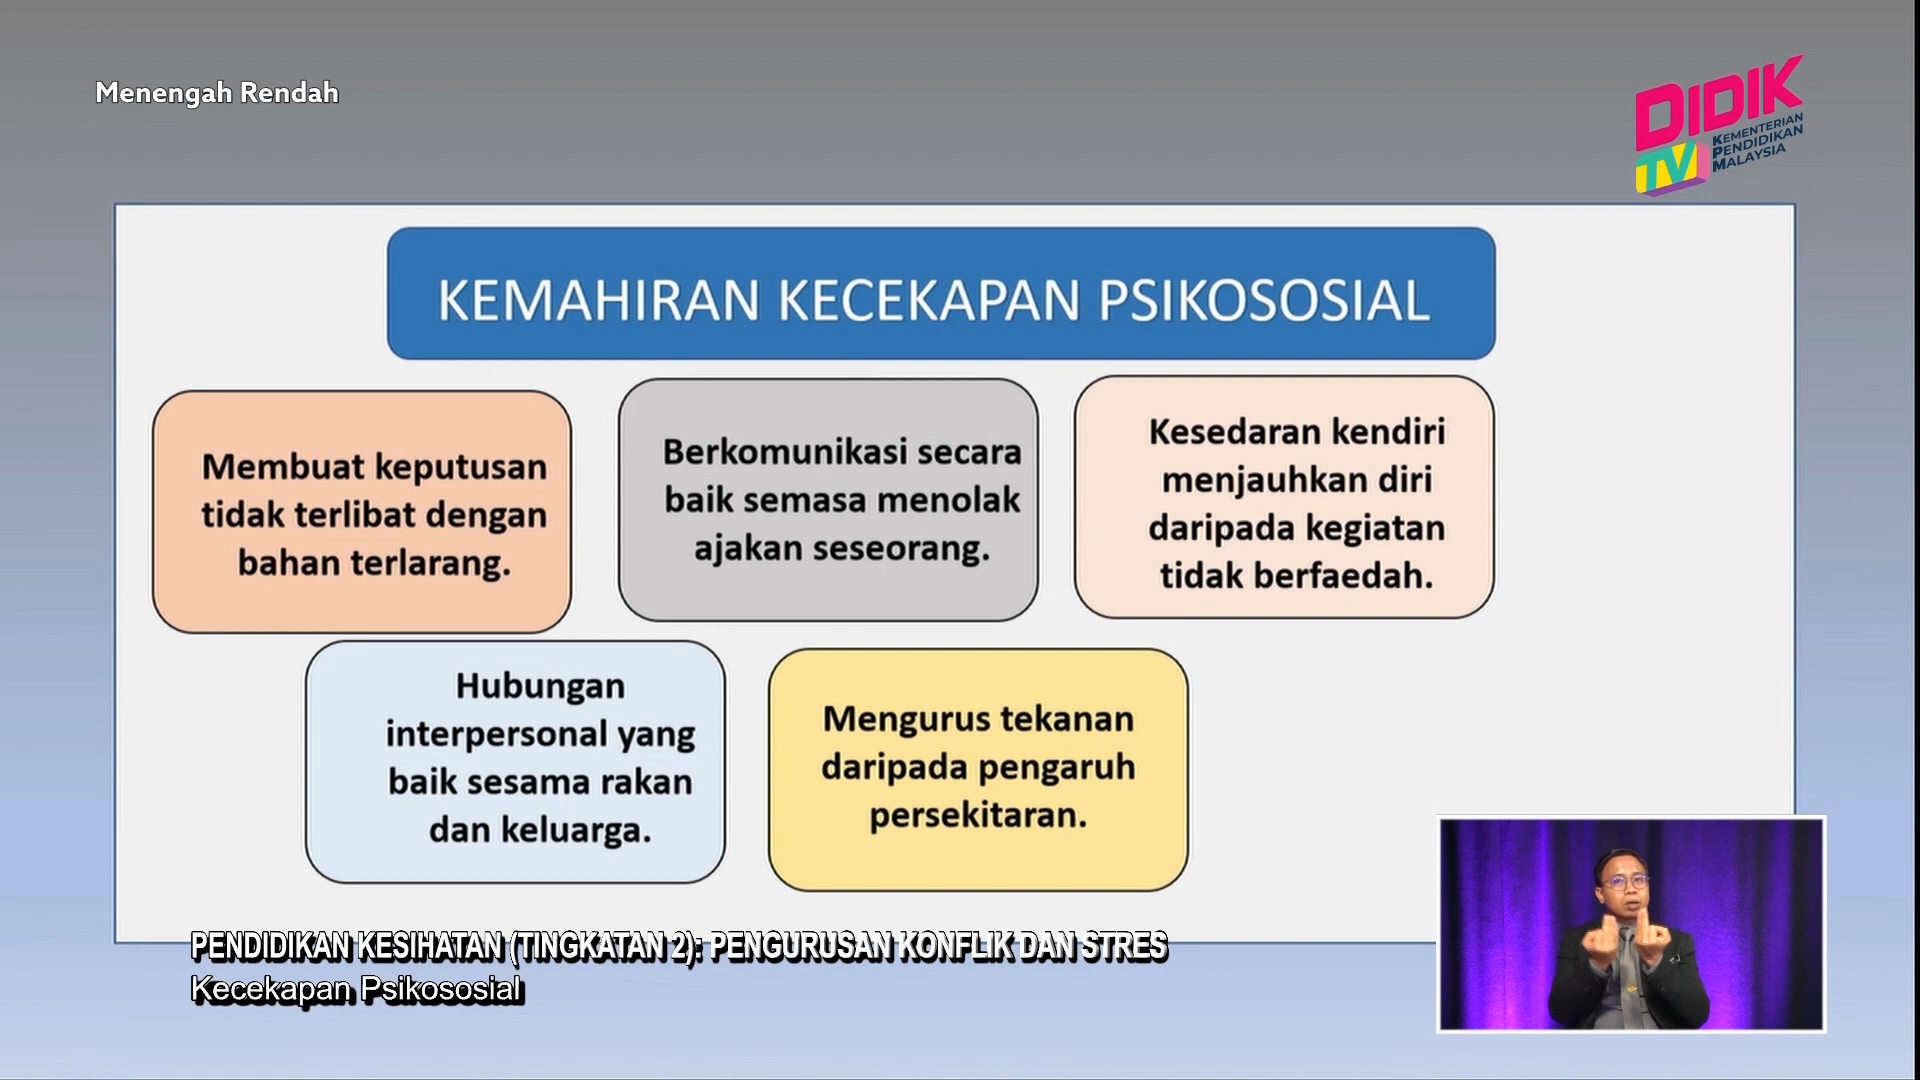 Menengah Rendah
DIDIK
TV
KEMENTERIAN
PENDIDIKAN
MALAYSIA
KEMAHIRAN KECEKAPAN PSIKOSOSIAL
Membuat keputusan
tidak terlibat dengan
bahan terlarang.
Berkomunikasi secara
baik semasa menolak
ajakan seseorang.
Kesedaran kendiri
menjauhkan diri
daripada kegiatan
tidak berfaedah.
Hubungan
interpersonal yang
baik sesama rakan
dan keluarga.
Mengurus tekanan
daripada pengaruh
persekitaran.
PENDIDIKAN KESIHATAN (TINGKATAN 2): PENGURUSAN KONFLIK DAN STRES
Kecekapan Psikososial